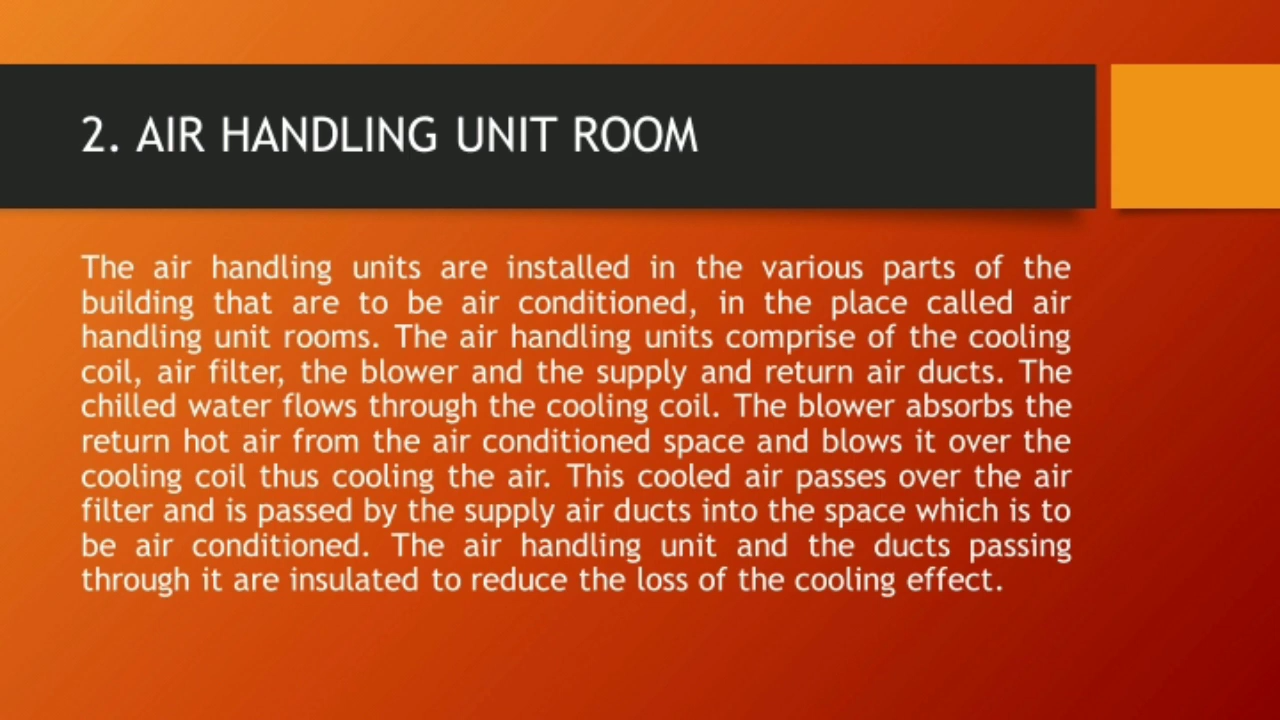 2. AIR HANDLING UNIT ROOM
The air handling units are installed in the various parts of the
building that are to be air conditioned, in the place called air
handling unit rooms. The air handling units comprise of the cooling
coil, air filter, the blower and the supply and return air ducts. The
chilled water flows through the cooling coil. The blower absorbs the
return hot air from the air conditioned space and blows it over the
cooling coil thus cooling the air. This cooled air passes over the air
filter and is passed by the supply air ducts into the space which is to
be air conditioned. The air handling unit and the ducts passing
through it are insulated to reduce the loss of the cooling effect.